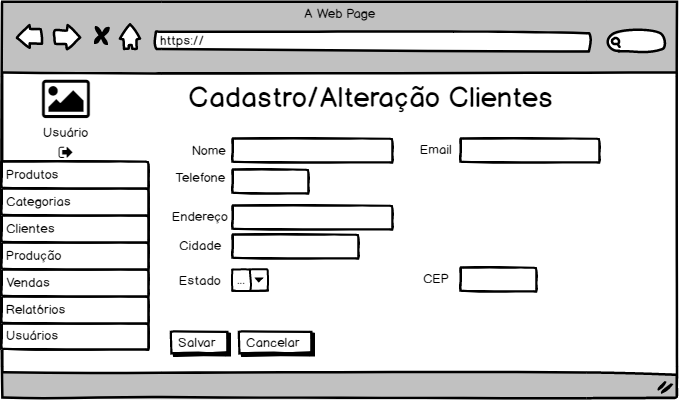 A Web Page
https://
Usuário
Produtos
Categorias
Clientes
Produção
Vendas
Relatórios
Usuários
Cadastro/Alteração Clientes
Nome
Email
Telefone
Endereço
Cidade
Estado
...
CEP
Salvar
Cancelar